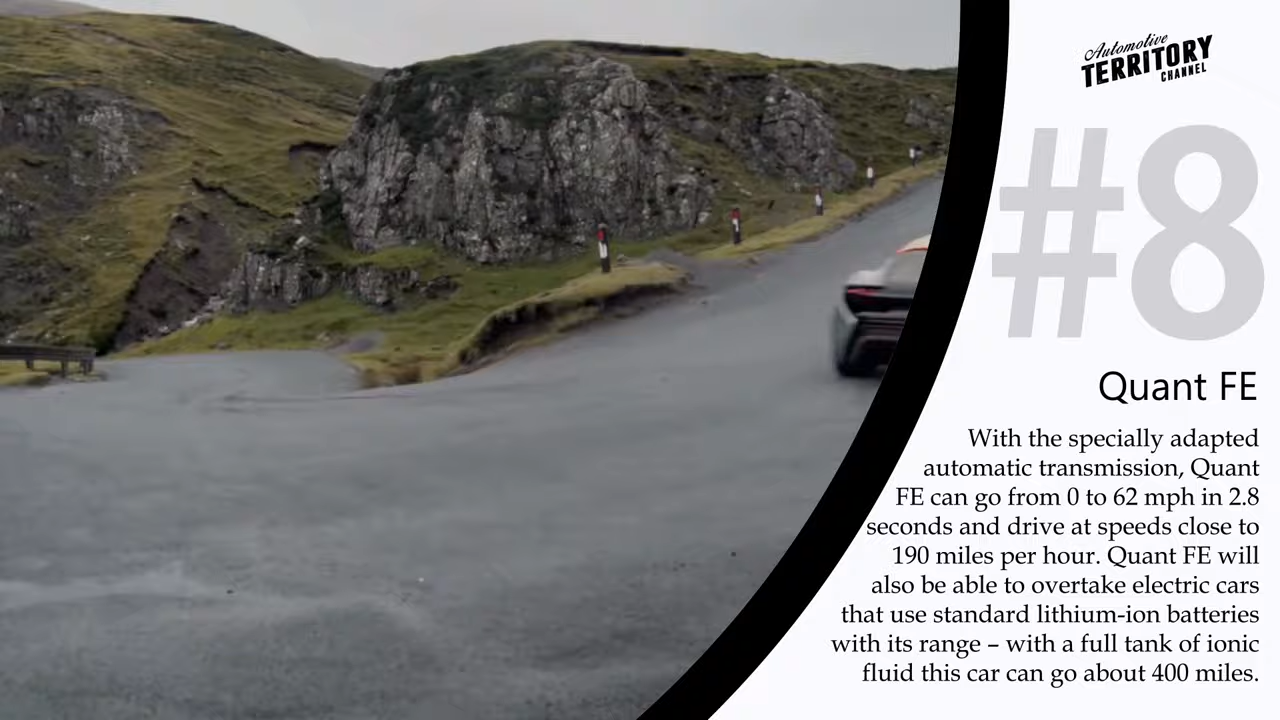 Automotive
TERRITORY
CHANNEL
#8
Quant FE
With the specially adapted
automatic transmission, Quant
FE can go from 0 to 62 mph in 2.8
seconds and drive at speeds close to
190 miles per hour. Quant FE will
also be able to overtake electric cars
that use standard lithium-ion batteries
with its range – with a full tank of ionic
fluid this car can go about 400 miles.